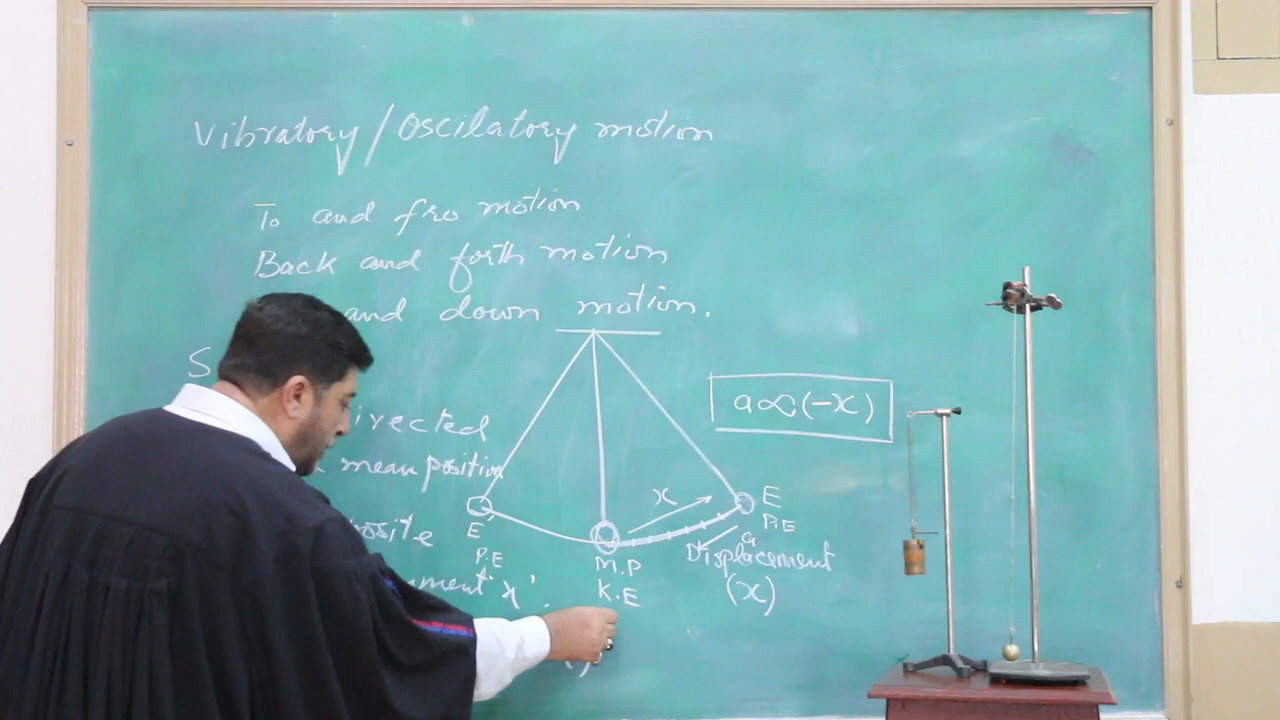 Vibratory/Oscilatory motion
To and fro motion
Back and forth motion
and down motion.
S
irected
mean position
posite
ment 'x'.
a∝(-x)
x
E
P.E
a
Displacement
(x)
E'
P.E
M.P
K.E